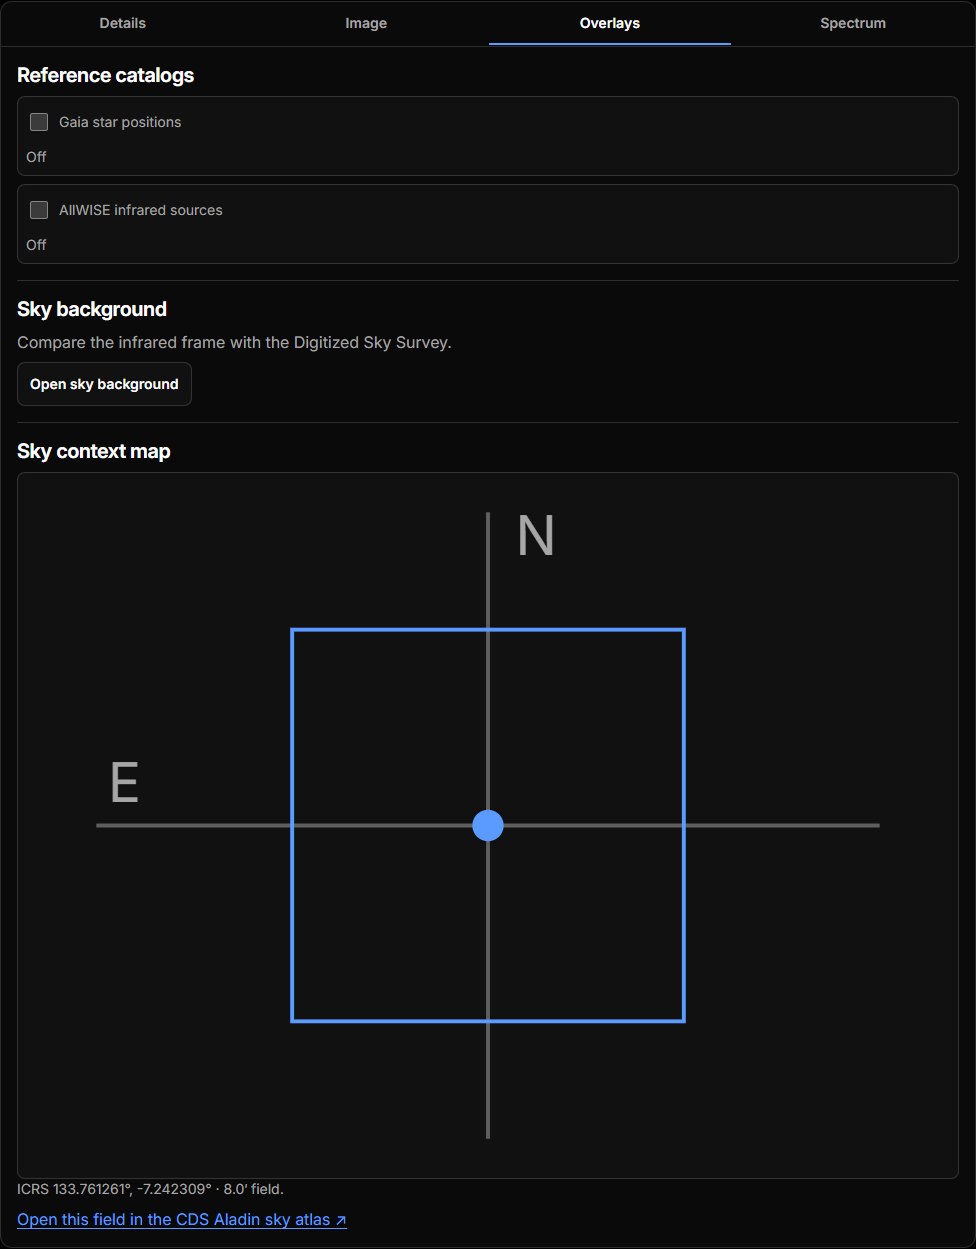 Details
Image
Overlays
Spectrum
Reference catalogs
Gaia star positions
Off
AllWISE infrared sources
Off
Sky background
Compare the infrared frame with the Digitized Sky Survey.
Open sky background
Sky context map
N
E
ICRS 133.761261°, -7.242309° · 8.0′ field.
Open this field in the CDS Aladin sky atlas ↗